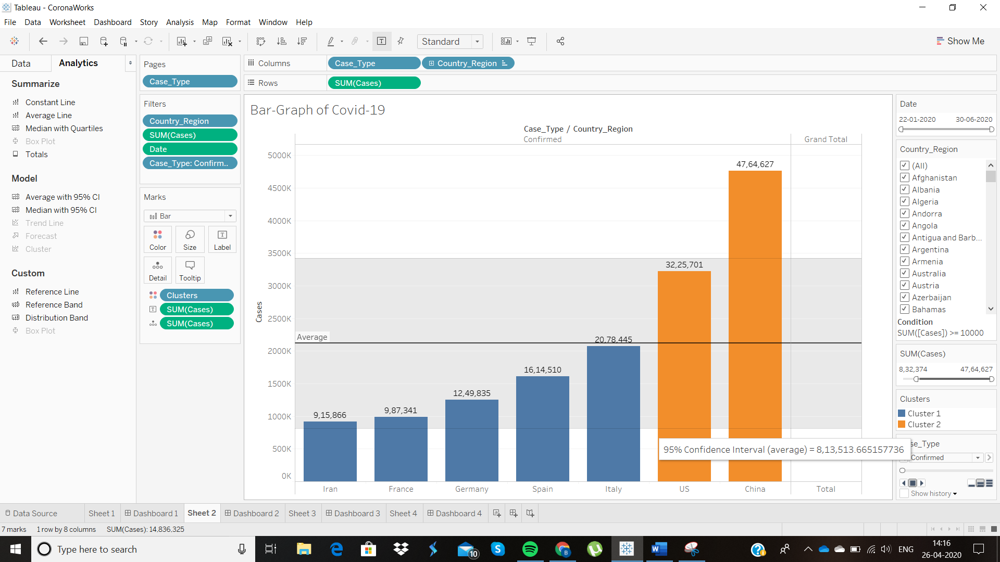 Tableau - CoronaWorks
File Data Worksheet Dashboard Story Analysis Map Format Window Help
Standard
Show Me
Data Analytics
Summarize
Constant Line
Average Line
Median with Quartiles
Box Plot
Totals
Model
Average with 95% CI
Median with 95% CI
Trend Line
Forecast
Cluster
Custom
Reference Line
Reference Band
Distribution Band
Box Plot
Pages
Case_Type
Filters
Country_Region
SUM(Cases)
Date
Case_Type: Confirm..
Marks
Bar
Color Size Label
Detail Tooltip
Clusters
SUM(Cases)
SUM(Cases)
Columns Case_Type Country_Region
Rows SUM(Cases)
Bar-Graph of Covid-19
Case_Type / Country_Region
Confirmed Grand Total
5000K
4500K
4000K
3500K
3000K
2500K
2000K
1500K
1000K
500K
0K
Cases
Average
9,15,866
9,87,341
12,49,835
16,14,510
20,78,445
32,25,701
47,64,627
95% Confidence Interval (average) = 8,13,513.665157736
Iran France Germany Spain Italy US China Total
Date
22-01-2020 30-06-2020
Country_Region
(All)
Afghanistan
Albania
Algeria
Andorra
Angola
Antigua and Barb...
Argentina
Armenia
Australia
Austria
Azerbaijan
Bahamas
Condition
SUM([Cases]) >= 10000
SUM(Cases)
8,32,374 47,64,627
Clusters
Cluster 1
Cluster 2
se_Type
Confirmed
Show history
Data Source Sheet 1 Dashboard 1 Sheet 2 Dashboard 2 Sheet 3 Dashboard 3 Sheet 4 Dashboard 4
7 marks 1 row by 8 columns SUM(Cases): 14,836,325
Type here to search
10
ENG
14:16
26-04-2020